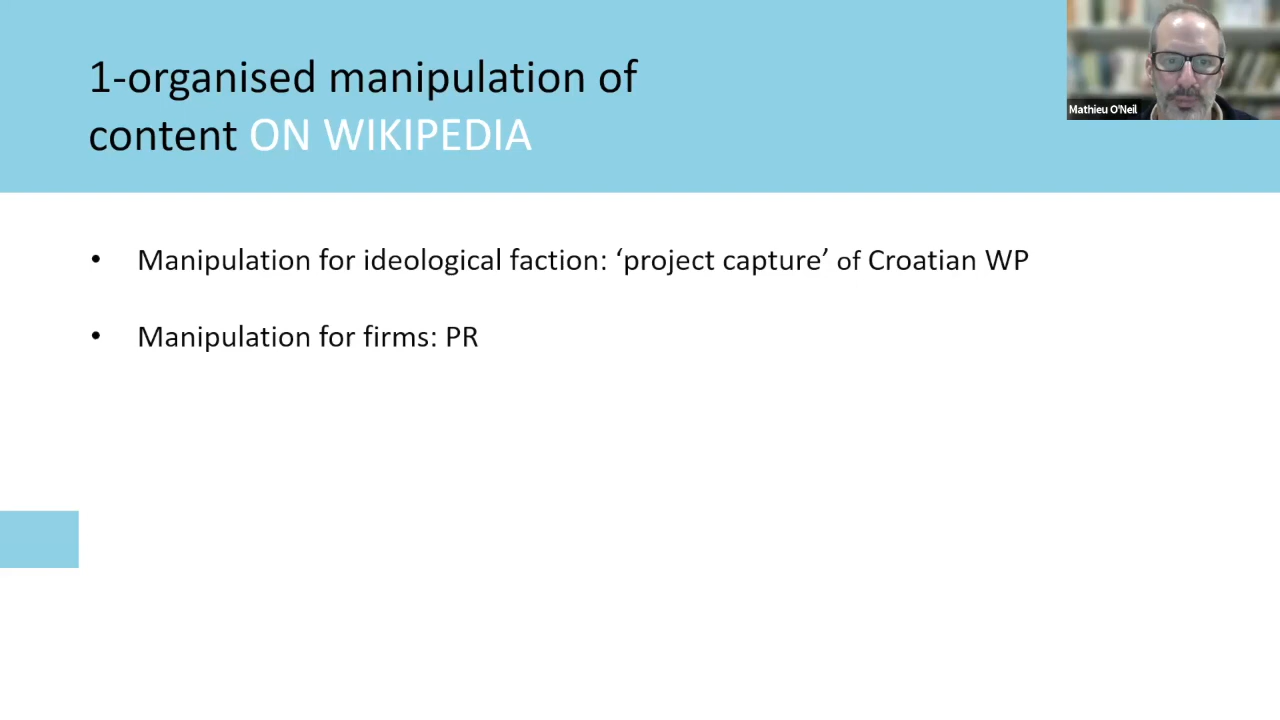 1-organised manipulation of
content ON WIKIPEDIA
Mathieu O'Neil
• Manipulation for ideological faction: ‘project capture’ of Croatian WP
• Manipulation for firms: PR